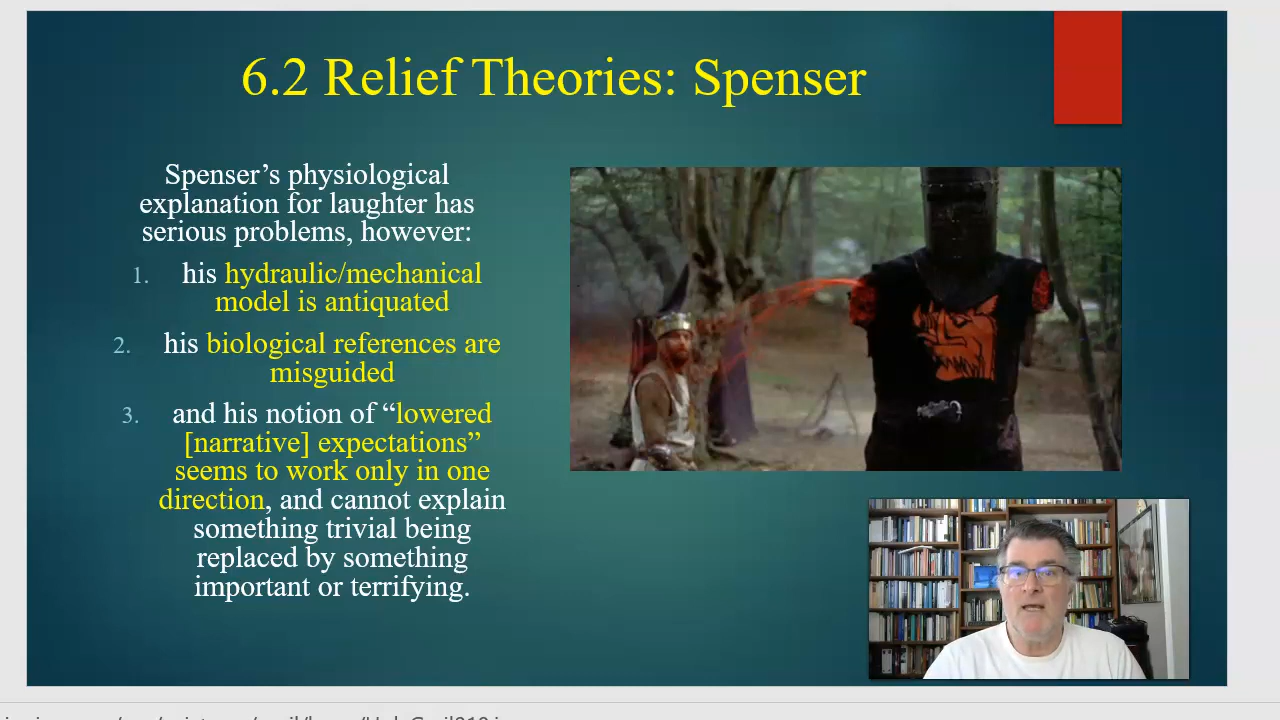 6.2 Relief Theories: Spenser
Spenser’s physiological
explanation for laughter has
serious problems, however:
1. his hydraulic/mechanical
model is antiquated
2. his biological references are
misguided
3. and his notion of “lowered
[narrative] expectations”
seems to work only in one
direction, and cannot explain
something trivial being
replaced by something
important or terrifying.